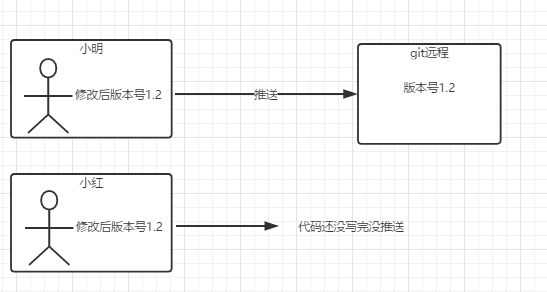 小明
修改后版本号1.2
推送
git远程
版本号1.2
小红
修改后版本号1.2
代码还没写完没推送